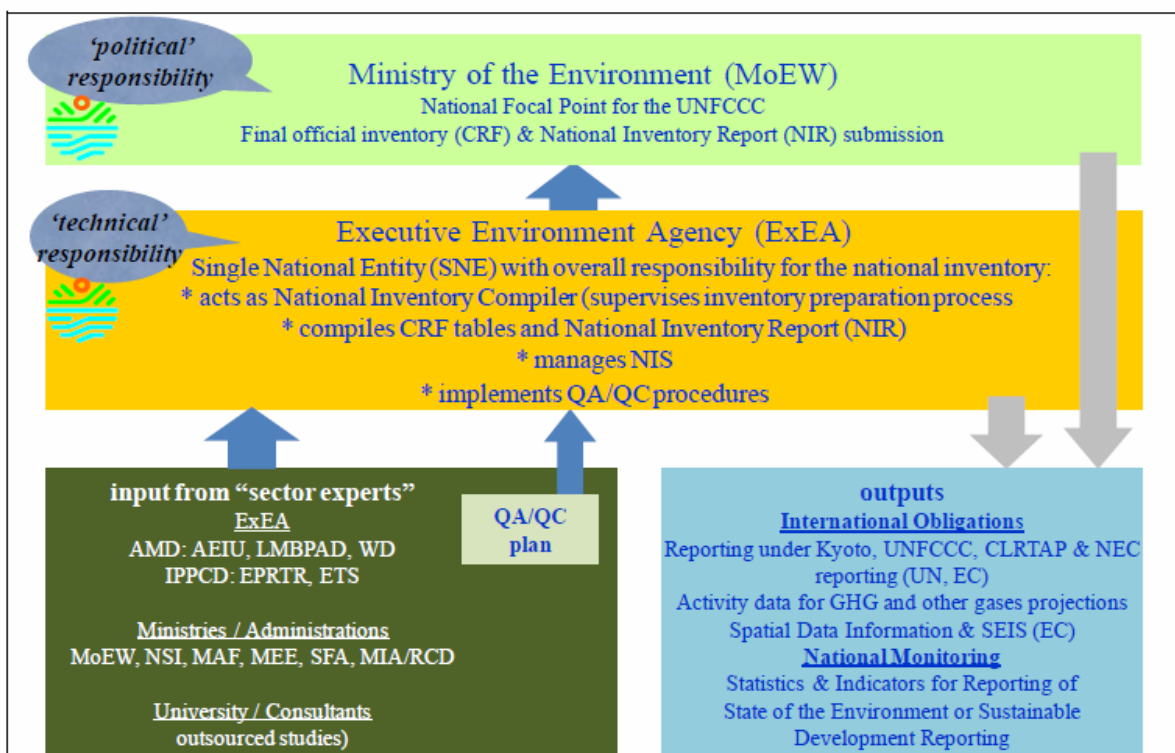 ‘political’
responsibility
Ministry of the Environment (MoEW)
National Focal Point for the UNFCCC
Final official inventory (CRF) & National Inventory Report (NIR) submission
‘technical’
responsibility
Executive Environment Agency (ExEA)
Single National Entity (SNE) with overall responsibility for the national inventory:
* acts as National Inventory Compiler (supervises inventory preparation process
* compiles CRF tables and National Inventory Report (NIR)
* manages NIS
* implements QA/QC procedures
input from “sector experts”
ExEA
AMD: AEIU, LMBPAD, WD
IPPCD: EPRTR, ETS
Ministries / Administrations
MoEW, NSI, MAF, MEE, SFA, MIA/RCD
University / Consultants
outsourced studies)
QA/QC
plan
outputs
International Obligations
Reporting under Kyoto, UNFCCC, CLRTAP & NEC
reporting (UN, EC)
Activity data for GHG and other gases projections
Spatial Data Information & SEIS (EC)
National Monitoring
Statistics & Indicators for Reporting of
State of the Environment or Sustainable
Development Reporting